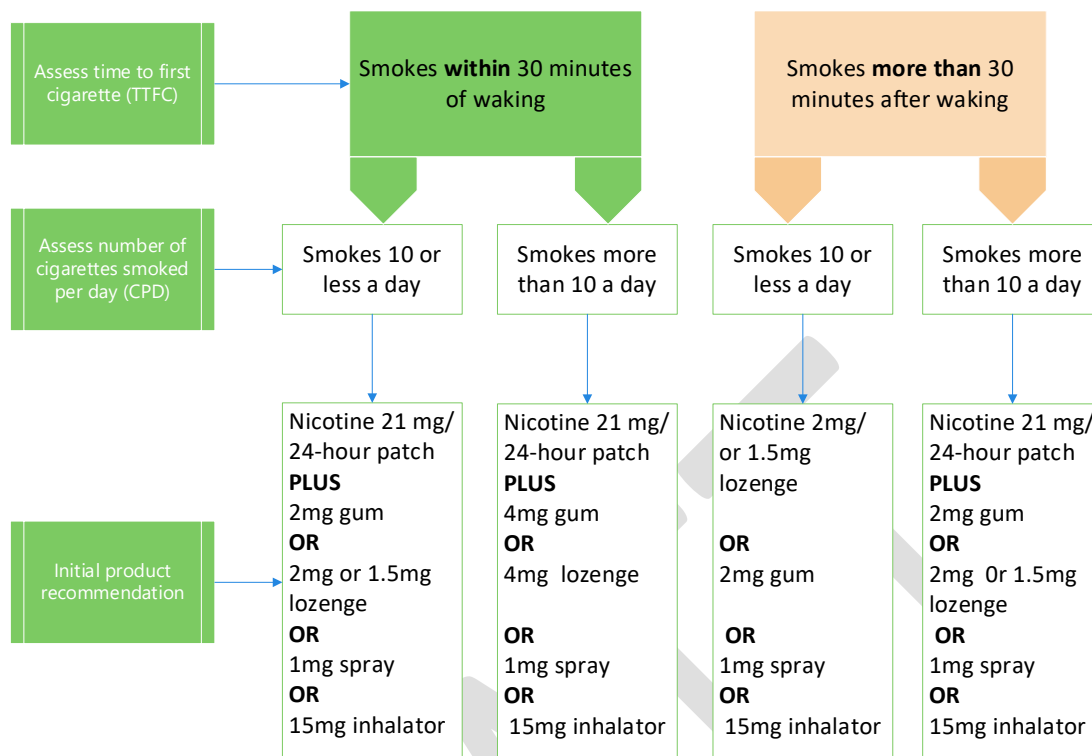 Assess time to first
cigarette (TTFC)
Smokes within 30 minutes
of waking
Smokes more than 30
minutes after waking
Assess number of
cigarettes smoked
per day (CPD)
Smokes 10 or
less a day
Smokes more
than 10 a day
Smokes 10 or
less a day
Smokes more
than 10 a day
Initial product
recommendation
Nicotine 21 mg/
24-hour patch
PLUS
2mg gum
OR
2mg or 1.5mg
lozenge
OR
1mg spray
OR
15mg inhalator
Nicotine 21 mg/
24-hour patch
PLUS
4mg gum
OR
4mg lozenge
OR
1mg spray
OR
15mg inhalator
Nicotine 2mg/
or 1.5mg
lozenge
OR
2mg gum
OR
1mg spray
OR
15mg inhalator
Nicotine 21 mg/
24-hour patch
PLUS
2mg gum
OR
2mg 0r 1.5mg
lozenge
OR
1mg spray
OR
15mg inhalator